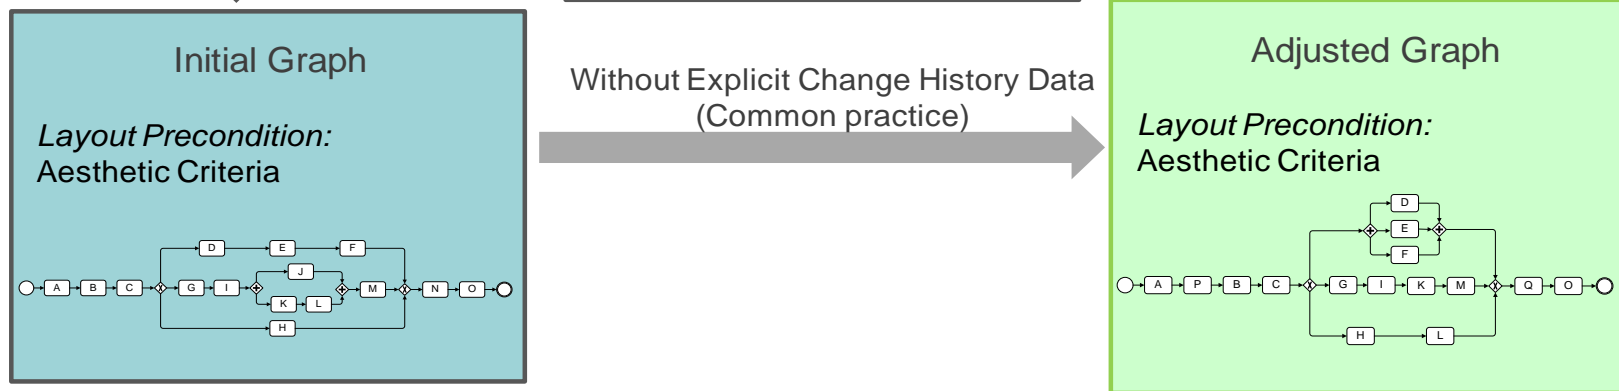 Initial Graph
Layout Precondition:
Aesthetic Criteria
D E F
J
A B C G I M N O
K L
H
Without Explicit Change History Data
(Common practice)
Adjusted Graph
Layout Precondition:
Aesthetic Criteria
D
E
F
A P B C G I K M Q O
H L